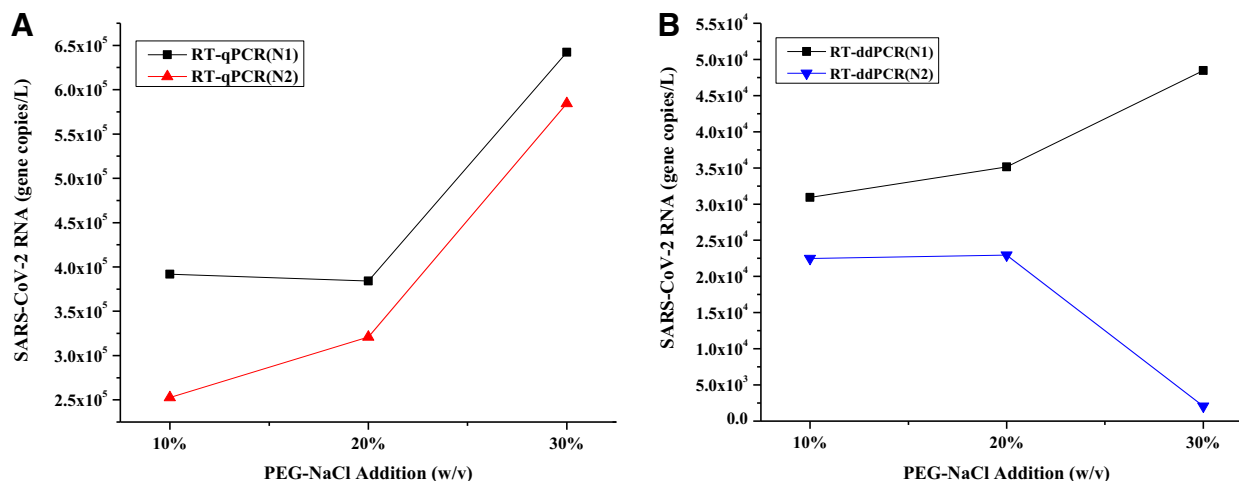 A
SARS-CoV-2 RNA (gene copies/L)
6.5x10⁵
6.0x10⁵
5.5x10⁵
5.0x10⁵
4.5x10⁵
4.0x10⁵
3.5x10⁵
3.0x10⁵
2.5x10⁵
RT-qPCR(N1)
RT-qPCR(N2)
10% 20% 30%
PEG-NaCl Addition (w/v)
B
SARS-CoV-2 RNA (gene copies/L)
5.5x10⁴
5.0x10⁴
4.5x10⁴
4.0x10⁴
3.5x10⁴
3.0x10⁴
2.5x10⁴
2.0x10⁴
1.5x10⁴
1.0x10⁴
5.0x10³
0.0
RT-ddPCR(N1)
RT-ddPCR(N2)
10% 20% 30%
PEG-NaCl Addition (w/v)